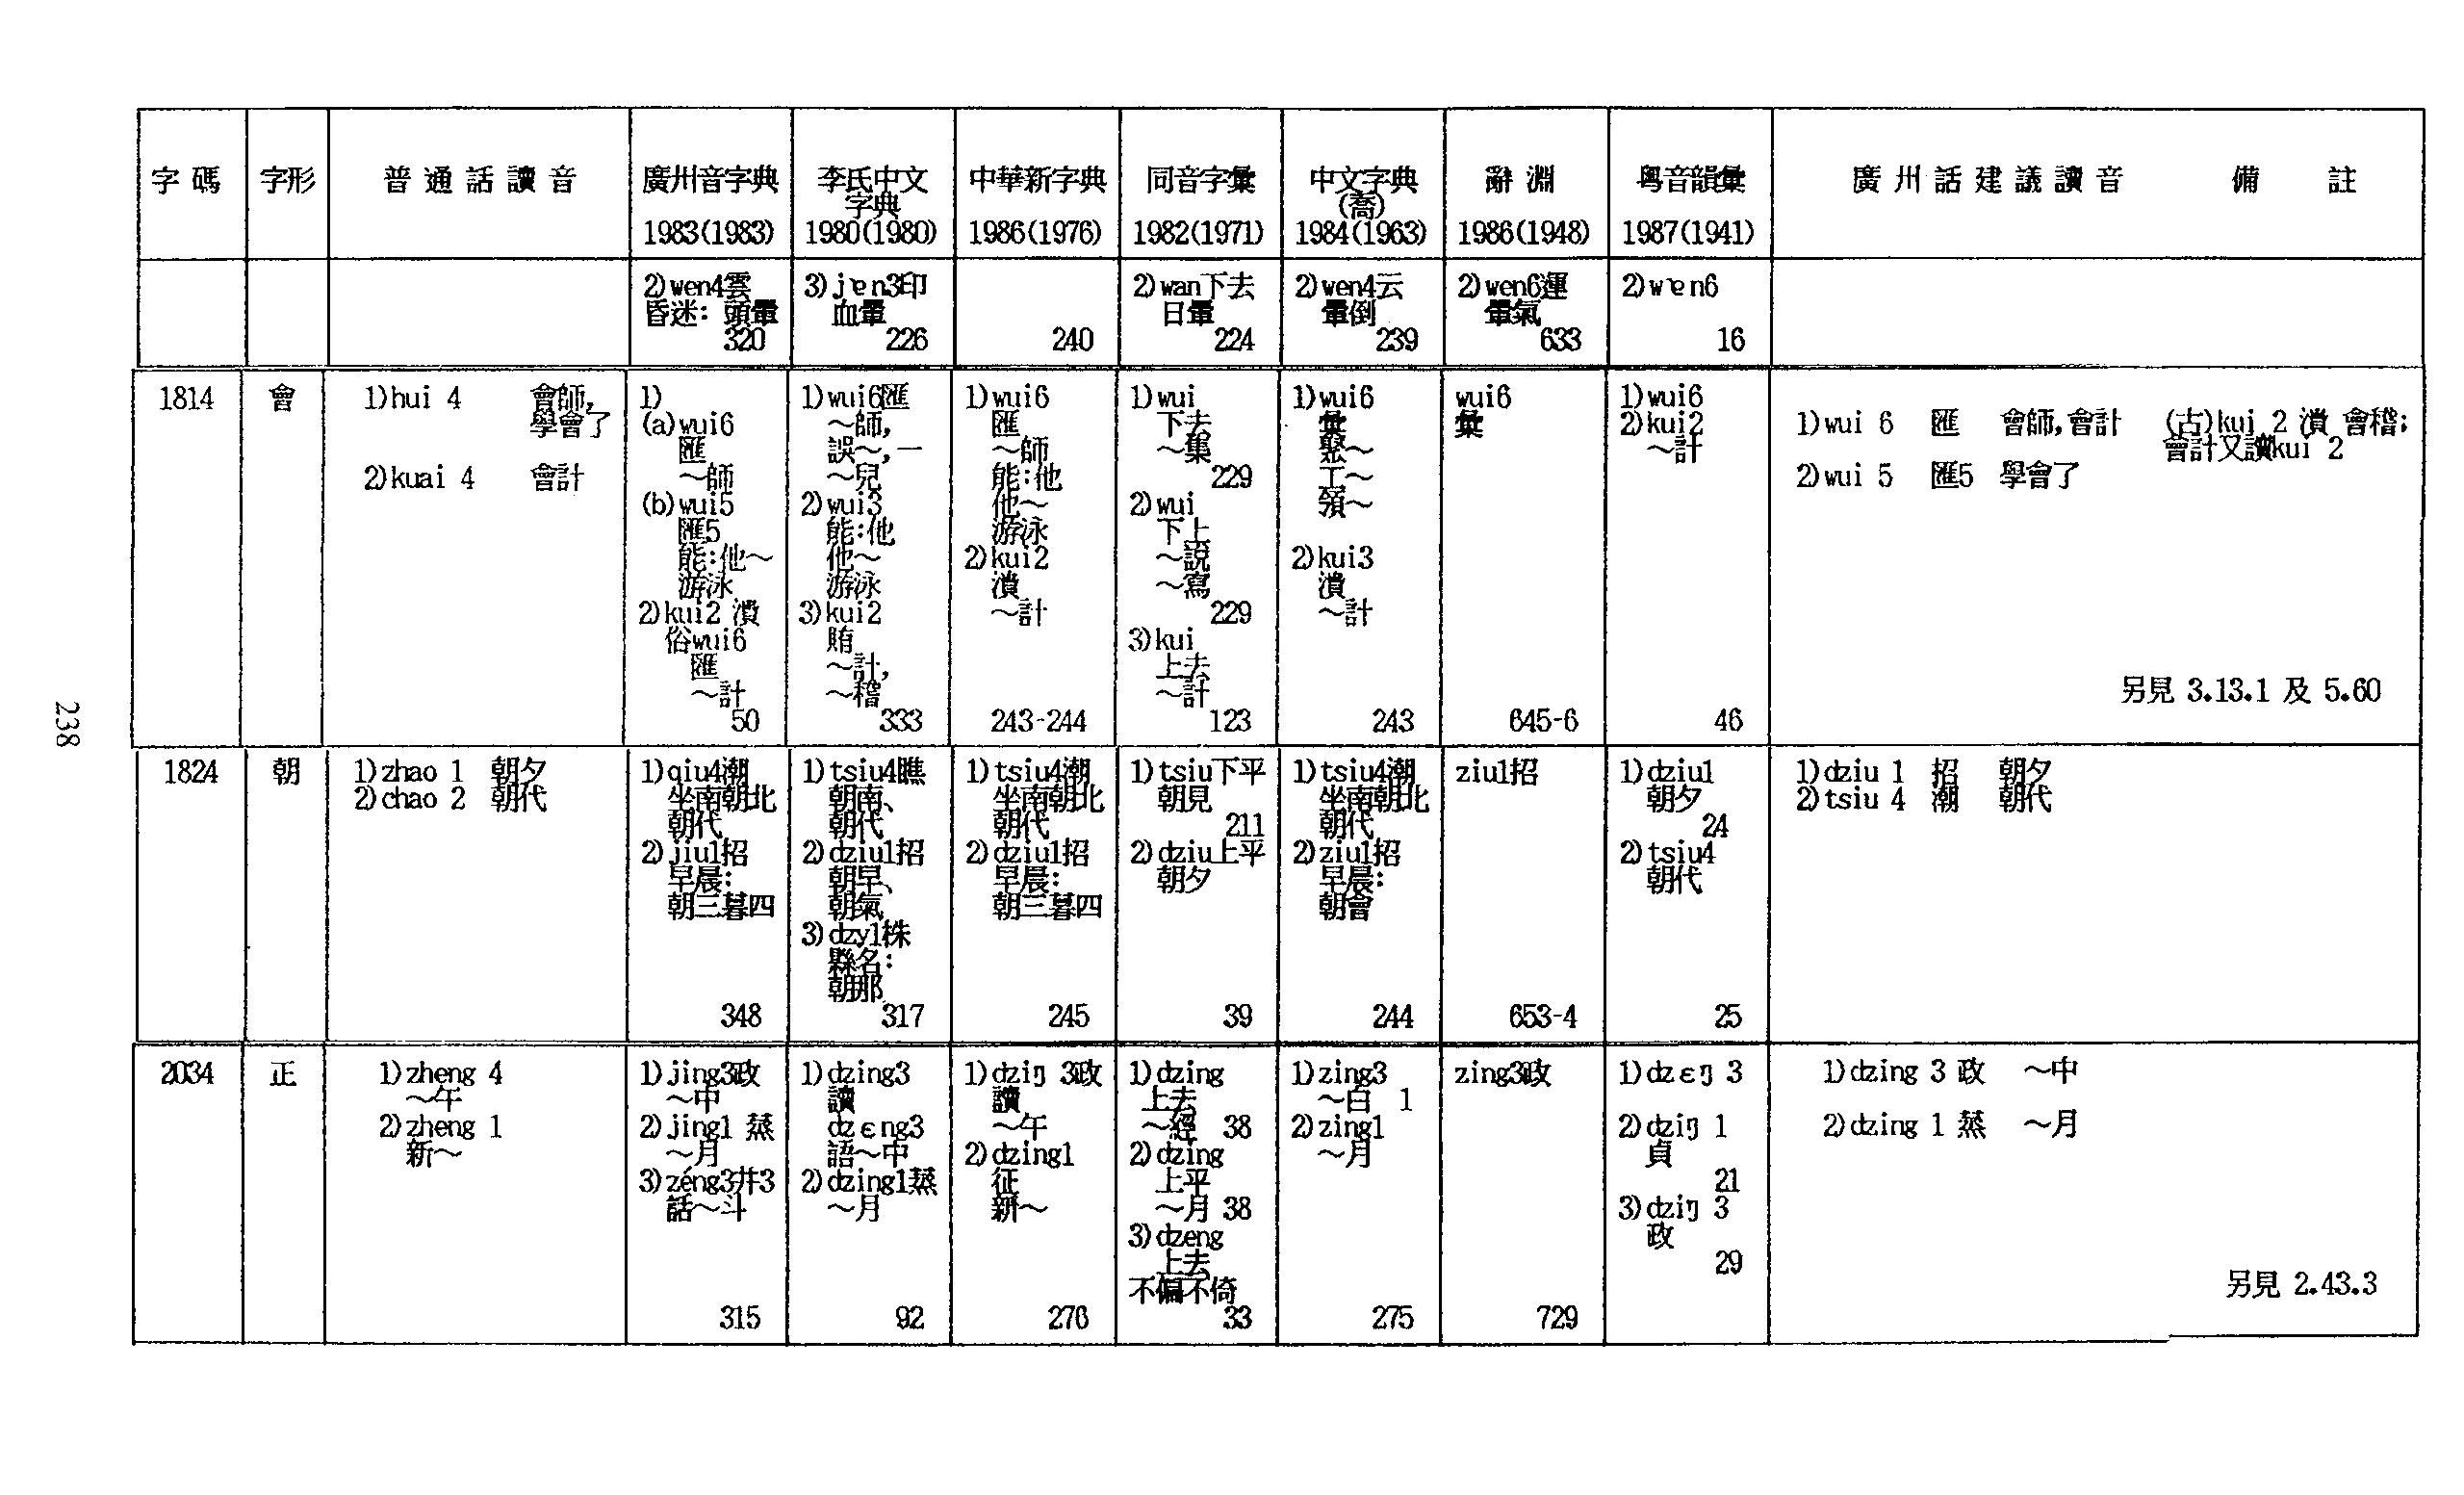 字碼 字形 普通話讀音 廣州音字典 1983(1983) 李氏中文字典 1980(1980) 中華新字典 1986(1976) 同音字彙 1982(1971) 中文字典(喬) 1984(1963) 辭淵 1986(1948) 粵音韻彙 1987(1941) 廣州話建議讀音 備註
2)wen4雲
昏迷：頭暈
320
3)jɐn3印
血暈
226
240
2)wan下去
日暈
224
2)wen4云
暈倒
239
2)wen6運
暈氣
633
2)wɐn6
16
1814
會
1)hui 4 會師，
學會了
2)kuai 4 會計
1)
(a)wui6
匯
～師
(b)wui5
匯5
能：他～
游泳
2)kui2 潰
俗wui6
匯
～計
50
1)wui6匯
～師，
誤～，一
～兒
2)wui3
能：他
他～
游泳
3)kui2
賄
～計，
～稽
333
1)wui6
匯
～師
能：他
他～
游泳
2)kui2
潰
～計
243-244
1)wui
下去
～集
229
2)wui
下上
～說
～寫
229
3)kui
上去
～計
123
1)wui6
彙
聚～
工～
領～
2)kui3
潰
～計
243
wui6
彙
645-6
1)wui6
2)kui2
～計
46
1)wui 6 匯 會師，會計 (古)kui 2 潰 會稽；
會計又讀kui 2
2)wui 5 匯5 學會了
另見 3.13.1 及 5.60
1824
朝
1)zhao 1 朝夕
2)chao 2 朝代
1)qiu4潮
坐南朝北
朝代
2)jiu1招
早晨：
朝三暮四
348
1)tsiu4瞧
朝南、
朝代
2)dziu1招
朝早、
朝氣
3)dzy1株
縣名：
朝那
317
1)tsiu4潮
坐南朝北
朝代
2)dziu1招
早晨：
朝三暮四
245
1)tsiu下平
朝見
211
2)dziu上平
朝夕
39
1)tsiu4潮
坐南朝北
朝代
2)ziu1招
早晨：
朝會
244
ziu1招
653-4
1)dziu1
朝夕
24
2)tsiu4
朝代
25
1)dziu 1 招 朝夕
2)tsiu 4 潮 朝代
2034
正
1)zheng 4
～午
2)zheng 1
新～
1)jing3政
～中
2)jing1 蒸
～月
3)zéng3井3
話～斗
315
1)dzing3
讀
dzɛng3
語～中
2)dzing1蒸
～月
92
1)dziŋ 3政
讀
～午
2)dzing1
征
新～
276
1)dzing
上去
～經 38
2)dzing
上平
～月 38
3)dzeng
上去
不偏不倚
33
1)zing3
～白 1
2)zing1
～月
275
zing3政
729
1)dzɛŋ 3
2)dziŋ 1
貞
21
3)dziŋ 3
政
29
1)dzing 3 政 ～中
2)dzing 1 蒸 ～月
另見 2.43.3
238